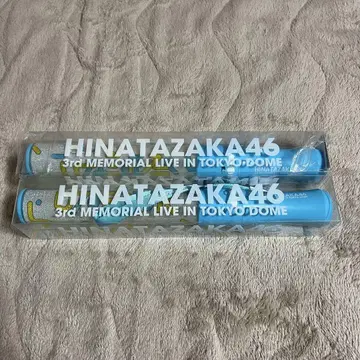 HINATAZAKA46
3rd MEMORIAL LIVE IN TOKYO DOME
HINATAZAKA46
3rd MEMORIAL LIVE IN TOKYO DOME